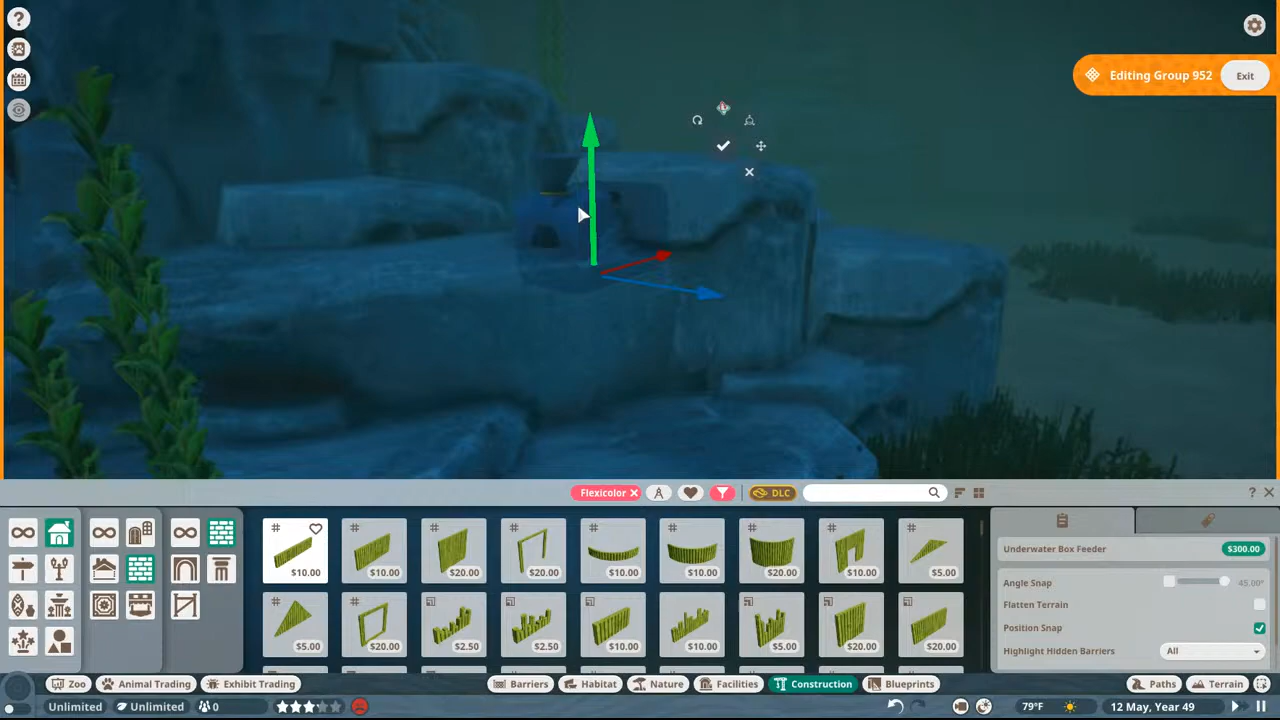 Editing Group 952 Exit
Flexicolor DLC
$10.00 $10.00 $20.00 $20.00 $10.00 $10.00 $20.00 $10.00 $5.00
$5.00 $20.00 $2.50 $2.50 $10.00 $10.00 $5.00 $20.00 $20.00
Underwater Box Feeder $300.00
Angle Snap 45.00°
Flatten Terrain
Position Snap
Highlight Hidden Barriers All
Zoo Animal Trading Exhibit Trading Barriers Habitat Nature Facilities Construction Blueprints Paths Terrain
Unlimited Unlimited 0 79°F 12 May, Year 49